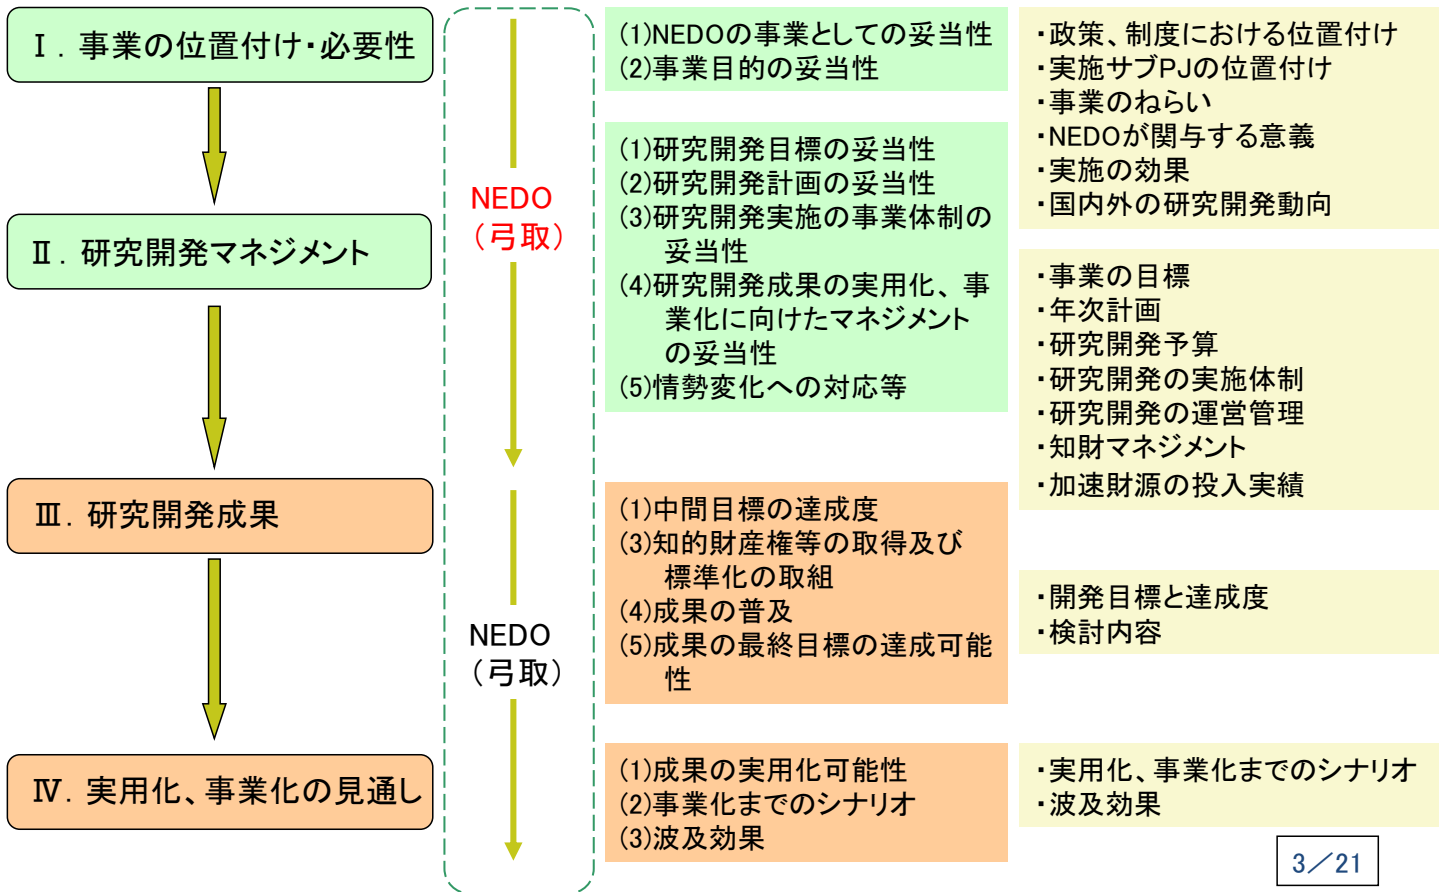 Ⅰ．事業の位置付け・必要性
Ⅱ．研究開発マネジメント
Ⅲ．研究開発成果
Ⅳ．実用化、事業化の見通し
NEDO
（弓取）
NEDO
（弓取）
(1)NEDOの事業としての妥当性
(2)事業目的の妥当性
(1)研究開発目標の妥当性
(2)研究開発計画の妥当性
(3)研究開発実施の事業体制の
妥当性
(4)研究開発成果の実用化、事
業化に向けたマネジメント
の妥当性
(5)情勢変化への対応等
(1)中間目標の達成度
(3)知的財産権等の取得及び
標準化の取組
(4)成果の普及
(5)成果の最終目標の達成可能
性
(1)成果の実用化可能性
(2)事業化までのシナリオ
(3)波及効果
・政策、制度における位置付け
・実施サブPJの位置付け
・事業のねらい
・NEDOが関与する意義
・実施の効果
・国内外の研究開発動向
・事業の目標
・年次計画
・研究開発予算
・研究開発の実施体制
・研究開発の運営管理
・知財マネジメント
・加速財源の投入実績
・開発目標と達成度
・検討内容
・実用化、事業化までのシナリオ
・波及効果
3／21